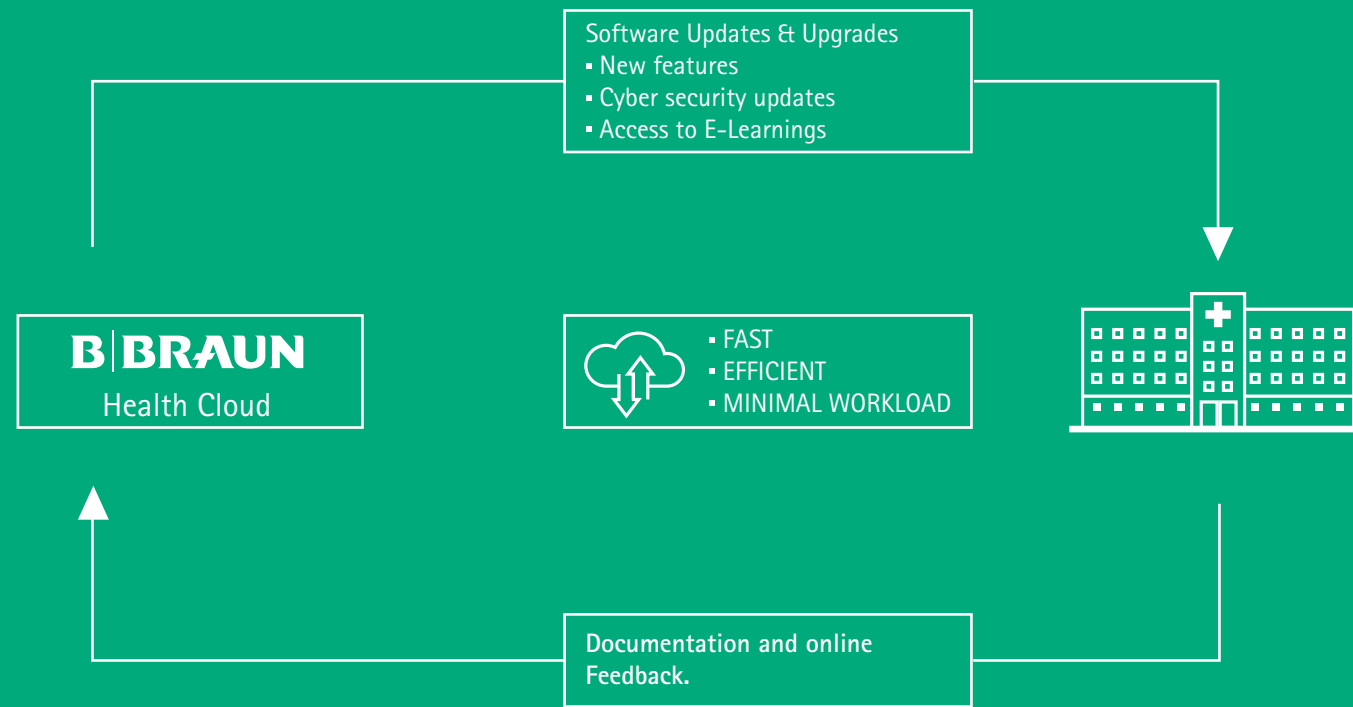 Software Updates & Upgrades
▪ New features
▪ Cyber security updates
▪ Access to E-Learnings
B|BRAUN
Health Cloud
▪ FAST
▪ EFFICIENT
▪ MINIMAL WORKLOAD
Documentation and online
Feedback.